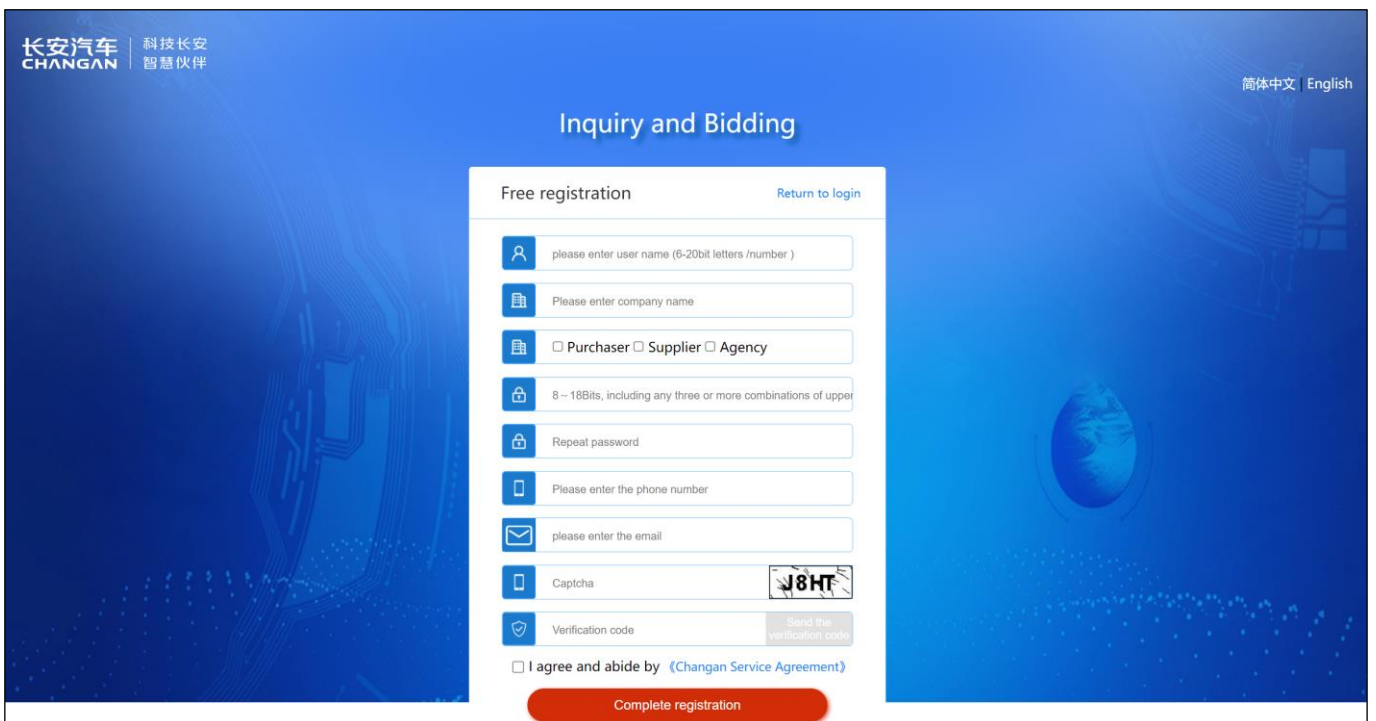 长安汽车
CHANGAN
科技长安
智慧伙伴
简体中文 | English
Inquiry and Bidding
Free registration
Return to login
please enter user name (6-20bit letters /number )
Please enter company name
Purchaser Supplier Agency
8～18Bits, including any three or more combinations of upper
Repeat password
Please enter the phone number
please enter the email
Captcha
J8HT
Verification code
Send the
verification code
I agree and abide by 《Changan Service Agreement》
Complete registration